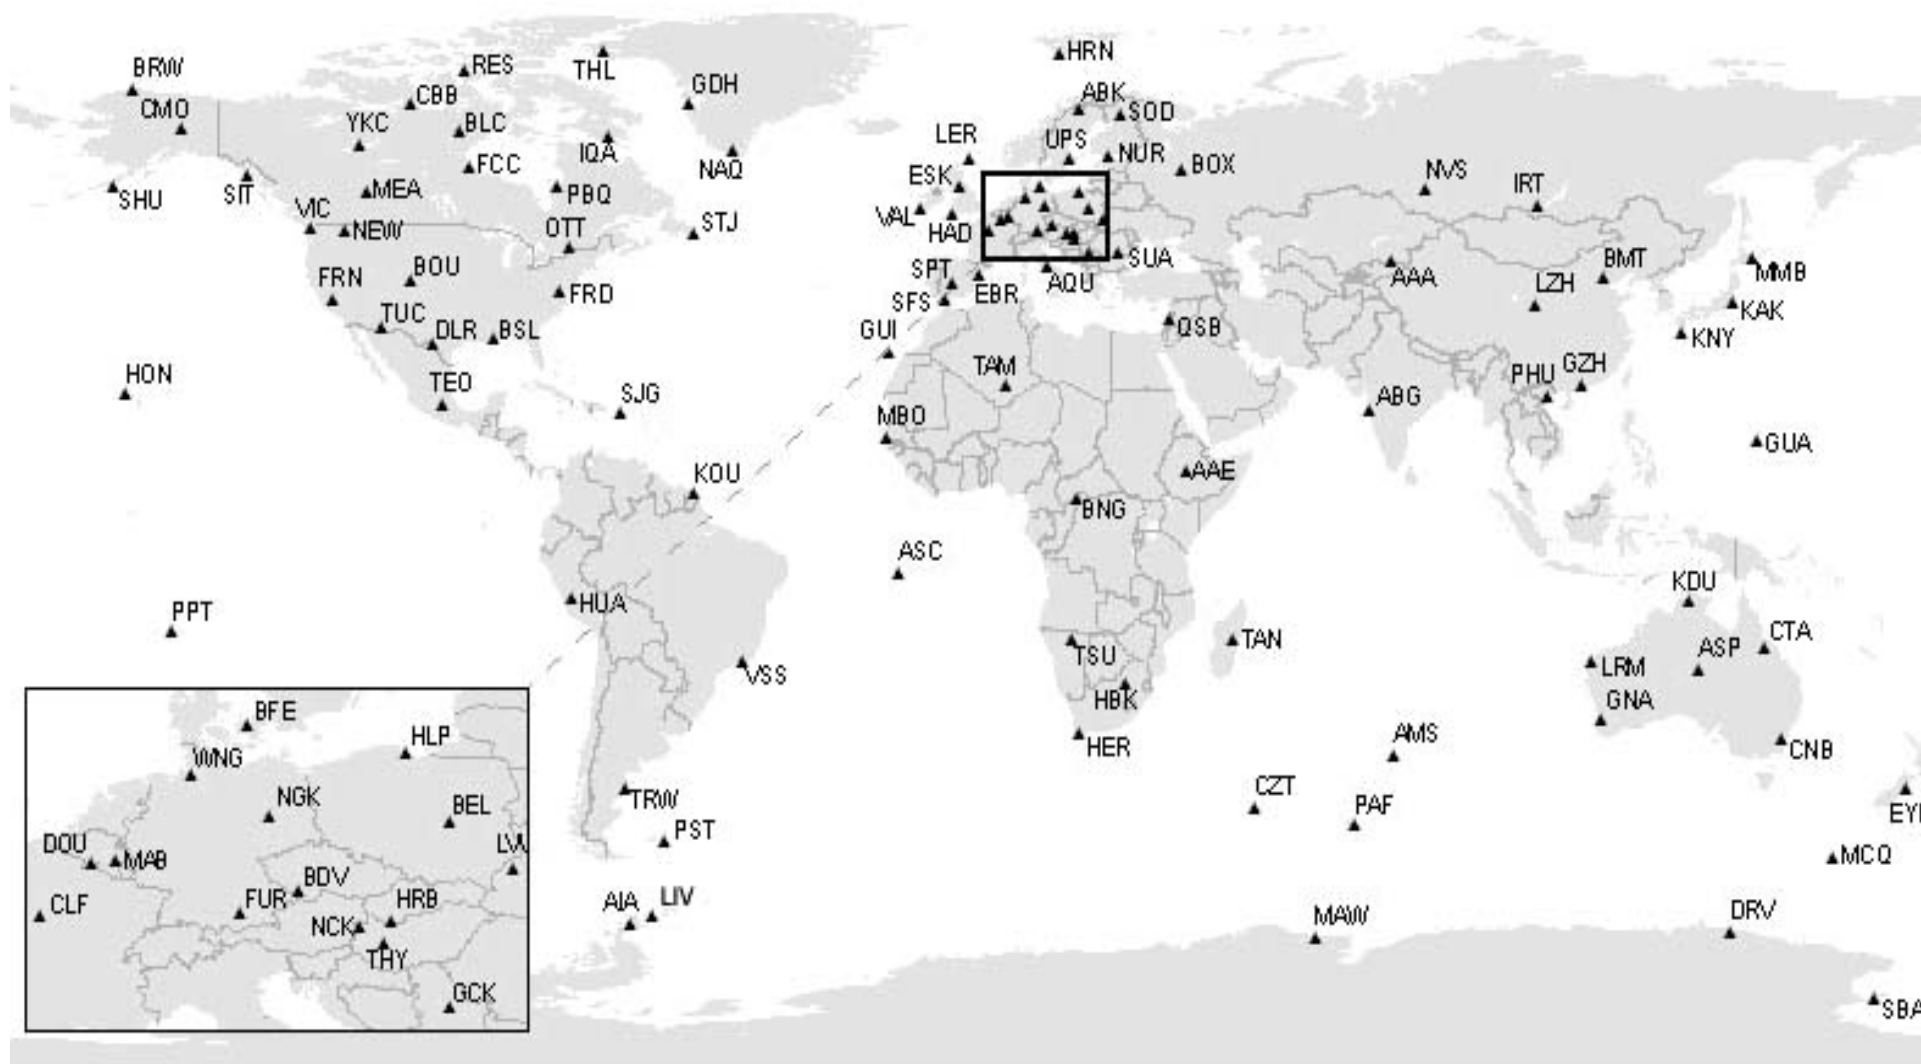 HRN
BRW
RES
THL
GDH
CBB
ABK
SOD
CMO
YKC
BLC
LER
UPS
NUR
IQA
FCC
NAQ
BOX
NVS
IRT
ESK
SHU
SIT
MEA
PBQ
VIC
VAL
STJ
NEW
OTT
HAD
SUA
BMT
MMB
FRN
BOU
SPT
AQU
AAA
LZH
FRD
EBR
SFS
KAK
TUC
DLR
BSL
GUI
QSB
KNY
HON
TEO
SJG
TAM
PHU
GZH
ABG
MBO
GUA
KOU
AAE
BNG
ASC
KDU
HUA
PPT
TSU
TAN
CTA
VSS
LRM
ASP
HBK
GNA
HER
AMS
CNB
TRW
CZT
PAF
PST
MCQ
AIA
LIV
MAW
DRV
SBA
BFE
WNG
HLP
NGK
BEL
DOU
MAB
BDV
CLF
FUR
HRB
NCK
THY
GCK